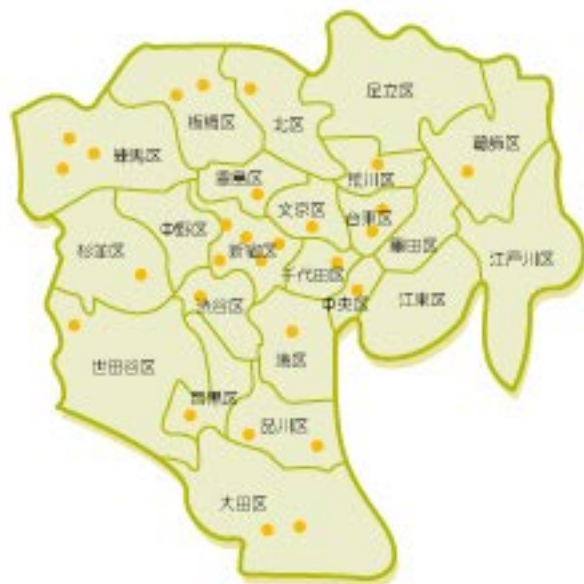 足立区
板橋区
北区
葛飾区
練馬区
豊島区
荒川区
文京区
台東区
中野区
墨田区
杉並区
新宿区
江戸川区
千代田区
渋谷区
中央区
江東区
港区
世田谷区
目黒区
品川区
大田区